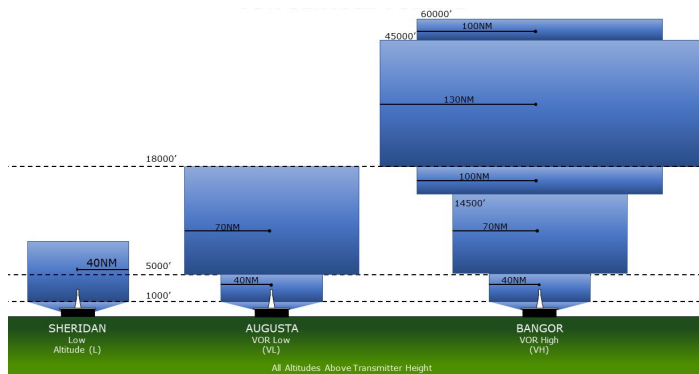 60000’
100NM
45000’
130NM
18000’
100NM
14500’
70NM
70NM
40NM
5000’
40NM
40NM
1000’
SHERIDAN
Low
Altitude (L)
AUGUSTA
VOR Low
(VL)
BANGOR
VOR High
(VH)
All Altitudes Above Transmitter Height